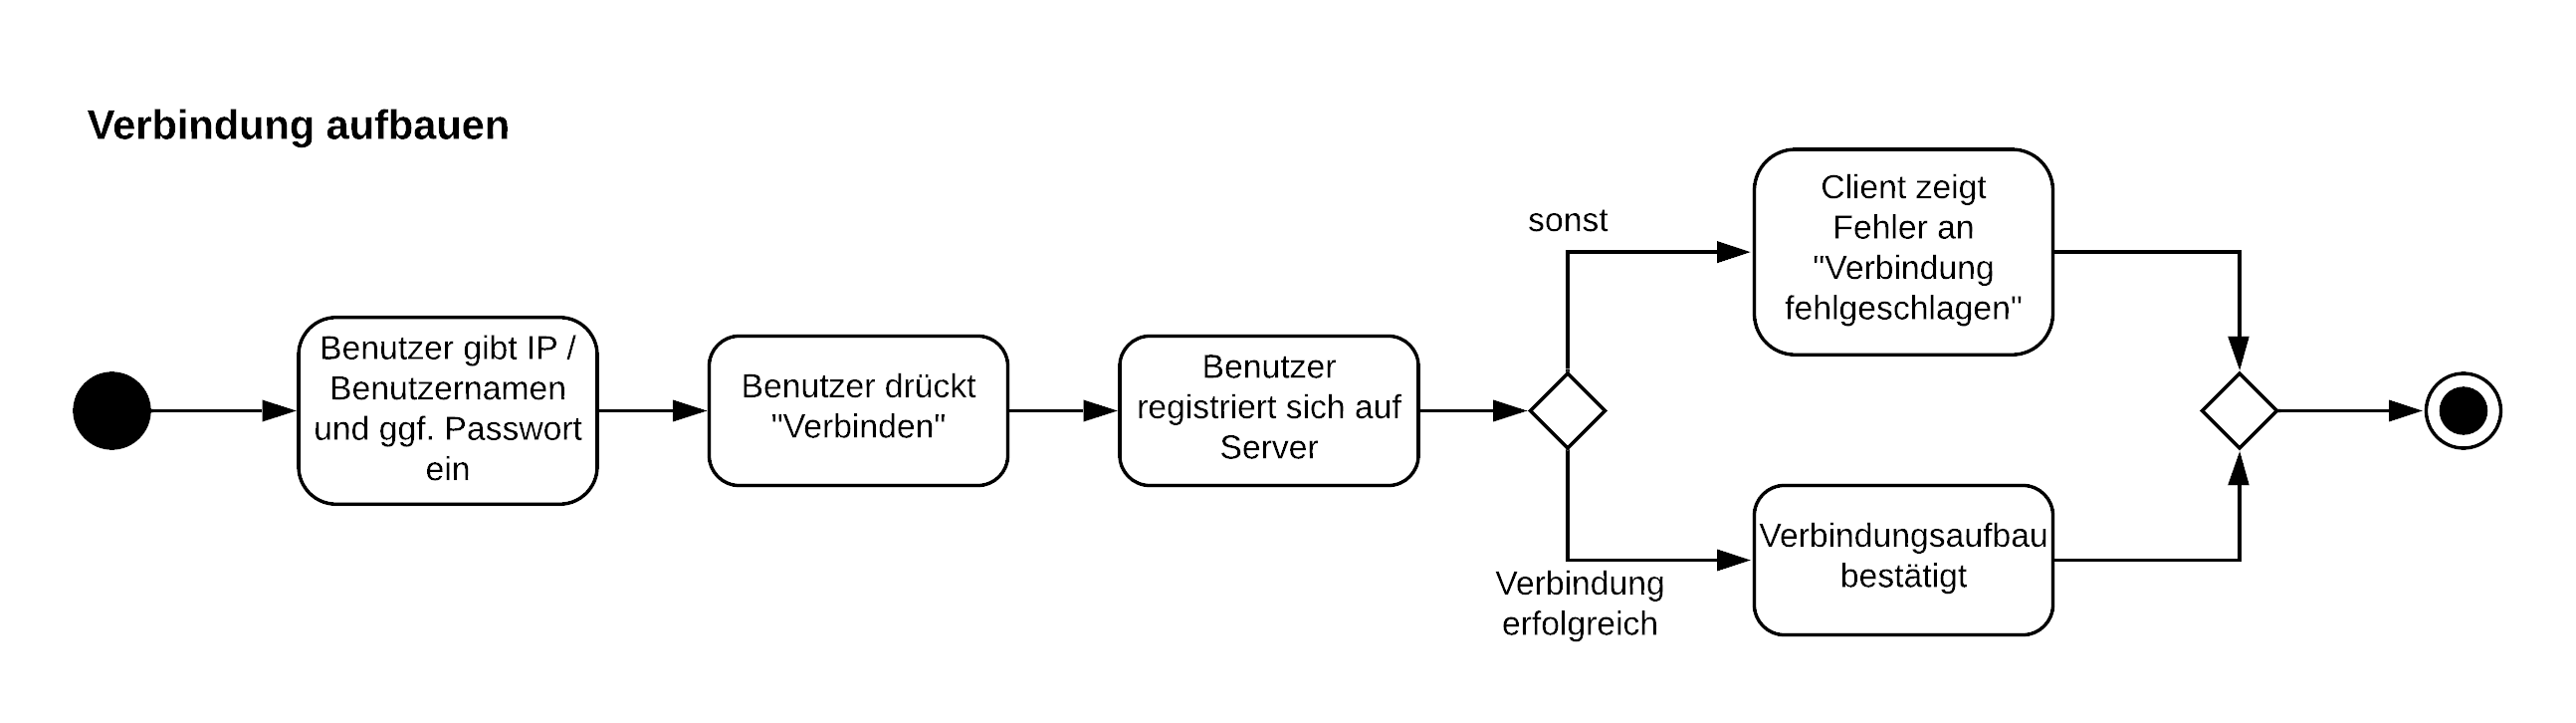 Verbindung aufbauen
Benutzer gibt IP /
Benutzernamen
und ggf. Passwort
ein
Benutzer drückt
"Verbinden"
Benutzer
registriert sich auf
Server
sonst
Client zeigt
Fehler an
"Verbindung
fehlgeschlagen"
Verbindung
erfolgreich
Verbindungsaufbau
bestätigt